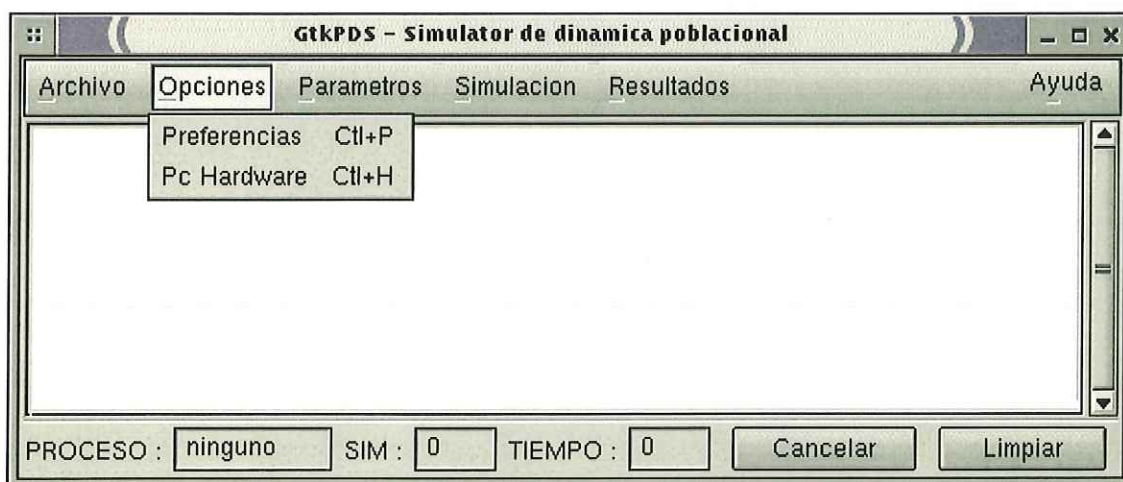 GtkPDS – Simulator de dinamica poblacional
Archivo Opciones Parametros Simulacion Resultados Ayuda
Preferencias Ctl+P
Pc Hardware Ctl+H
PROCESO : ninguno SIM : 0 TIEMPO : 0 Cancelar Limpiar